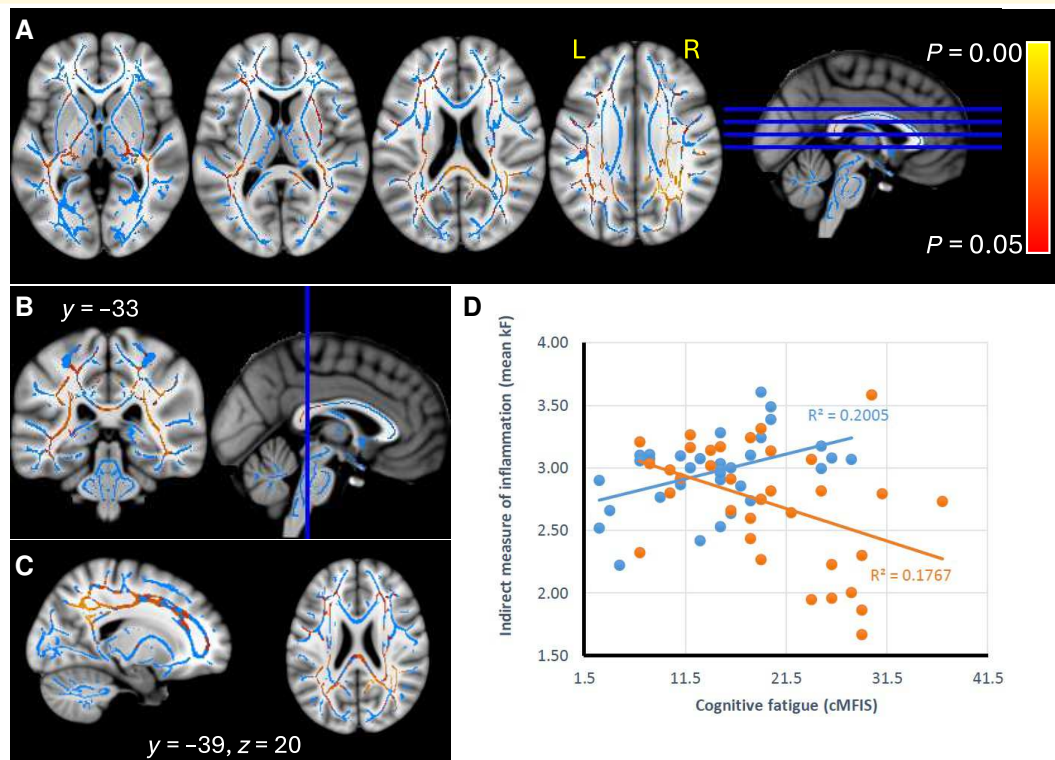 A
L
R
P = 0.00
P = 0.05
B
y = –33
C
y = –39, z = 20
D
Indirect measure of inflammation (mean kF)
4.00
3.50
3.00
2.50
2.00
1.50
R² = 0.2005
R² = 0.1767
1.5
11.5
21.5
31.5
41.5
Cognitive fatigue (cMFIS)